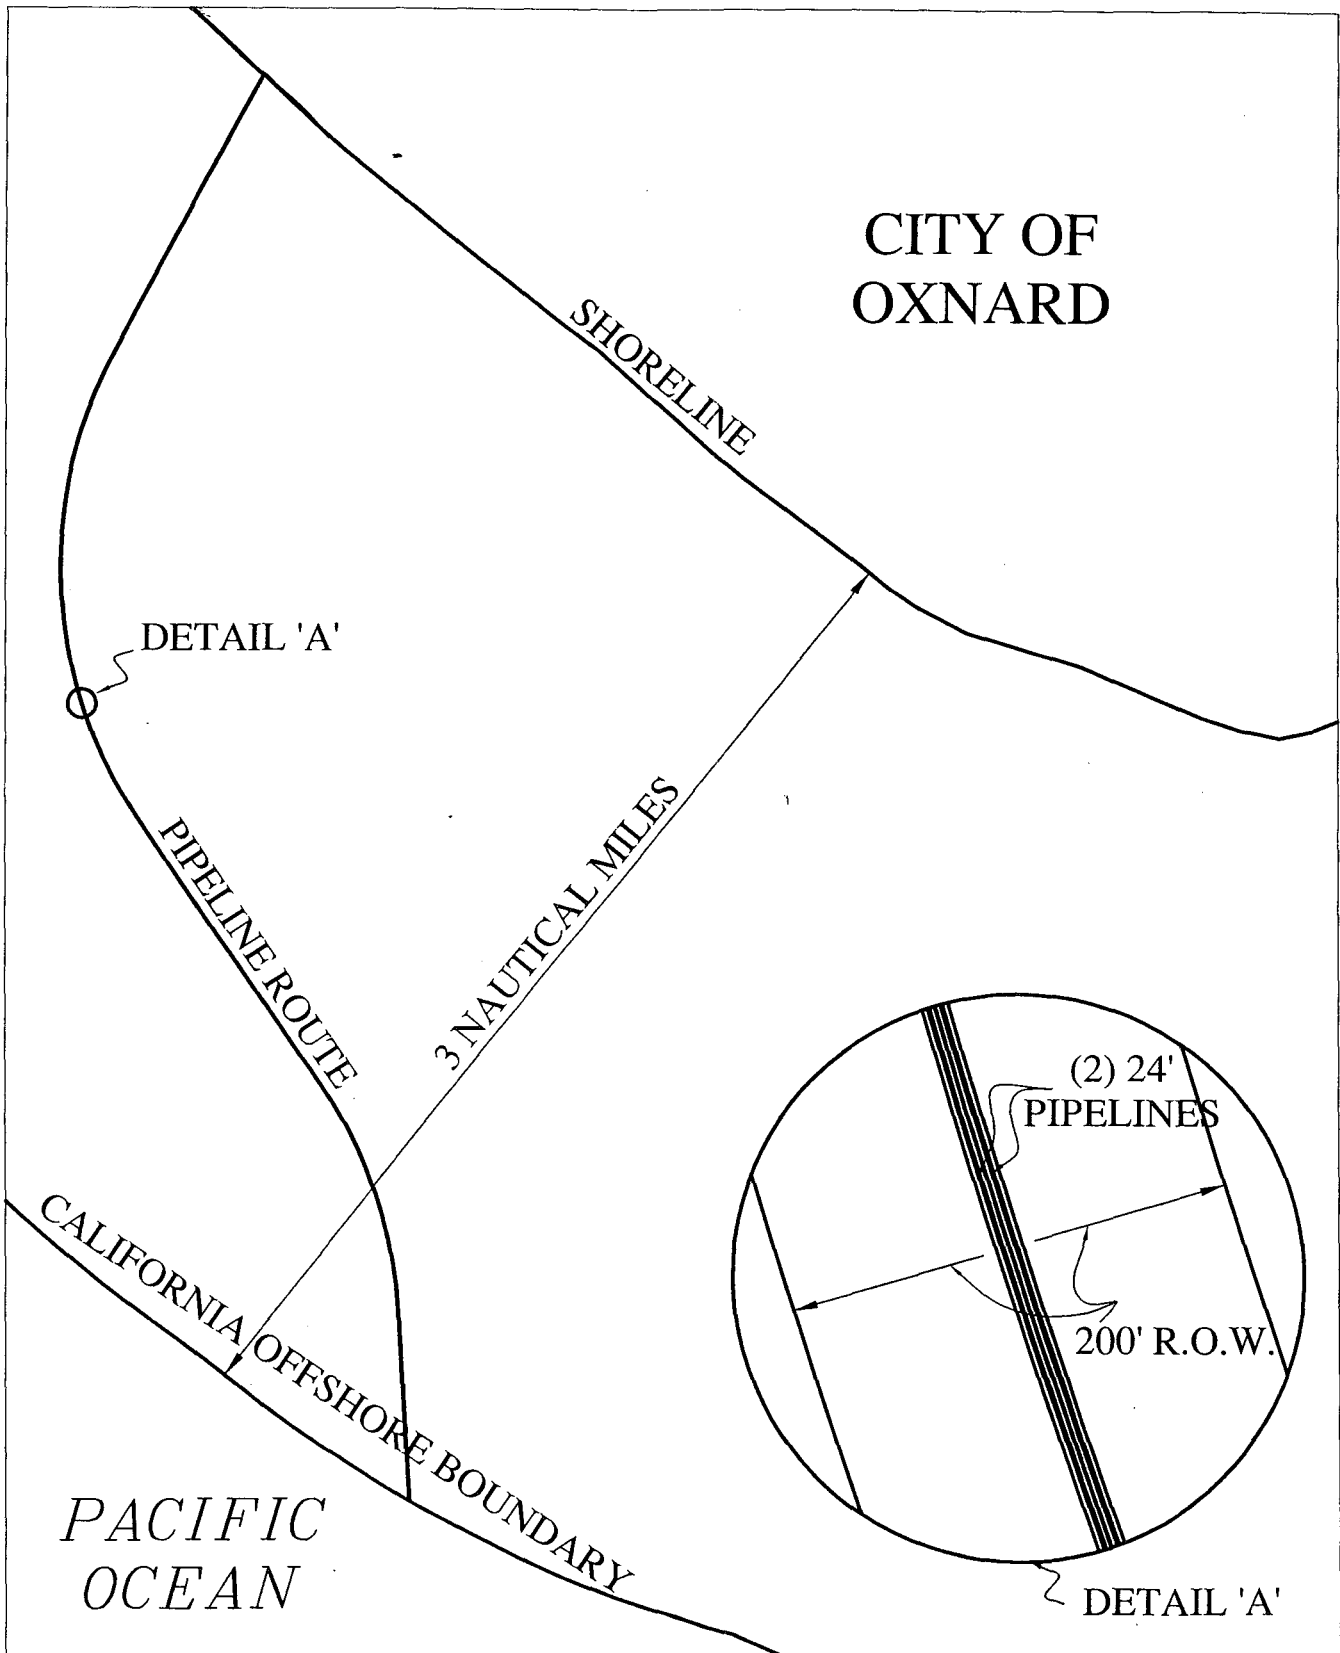 CITY OF
OXNARD
SHORELINE
DETAIL 'A'
PIPELINE ROUTE
3 NAUTICAL MILES
(2) 24'
PIPELINES
200' R.O.W.
CALIFORNIA OFFSHORE BOUNDARY
PACIFIC
OCEAN
DETAIL 'A'